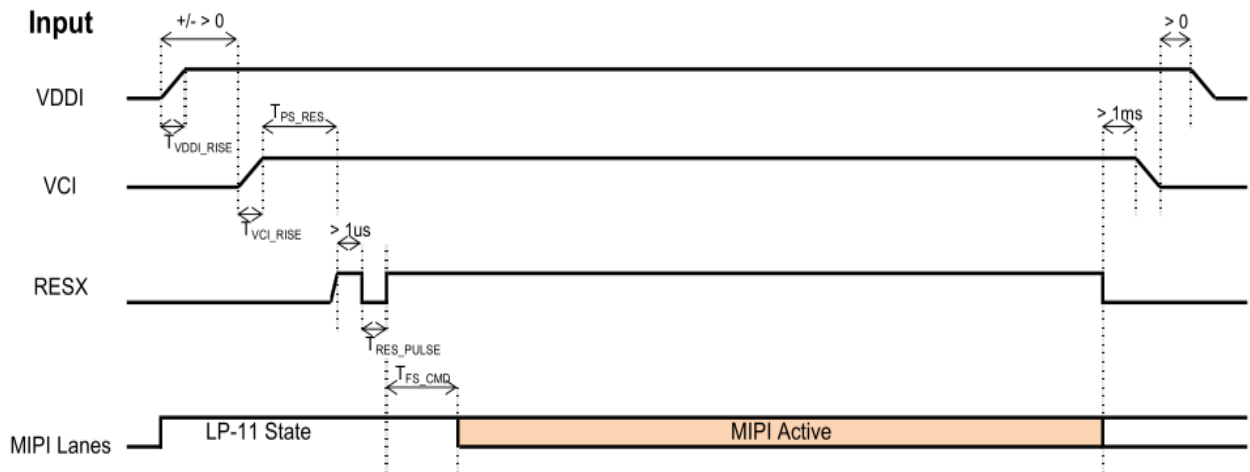 Input
+/- > 0
> 0
VDDI
T_VDDI_RISE
T_PS_RES
> 1ms
VCI
T_VCI_RISE
> 1us
RESX
T_RES_PULSE
T_FS_CMD
MIPI Lanes
LP-11 State
MIPI Active